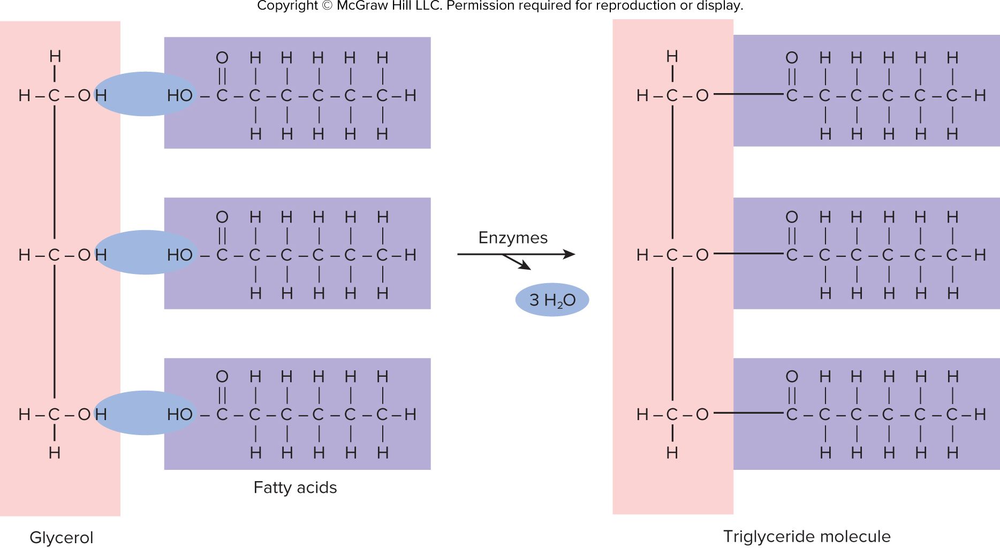 Copyright © McGraw Hill LLC. Permission required for reproduction or display.
H
O H H H H H
H – C – OH HO – C – C – C – C – C – C – H
H H H H H
O H H H H H
H – C – OH HO – C – C – C – C – C – C – H
H H H H H
O H H H H H
H – C – OH HO – C – C – C – C – C – C – H
H
H H H H H
Fatty acids
Glycerol
Enzymes
3 H₂O
H
O H H H H H
H – C – O C – C – C – C – C – C – H
H H H H H
O H H H H H
H – C – O C – C – C – C – C – C – H
H H H H H
O H H H H H
H – C – O C – C – C – C – C – C – H
H
H H H H H
Triglyceride molecule